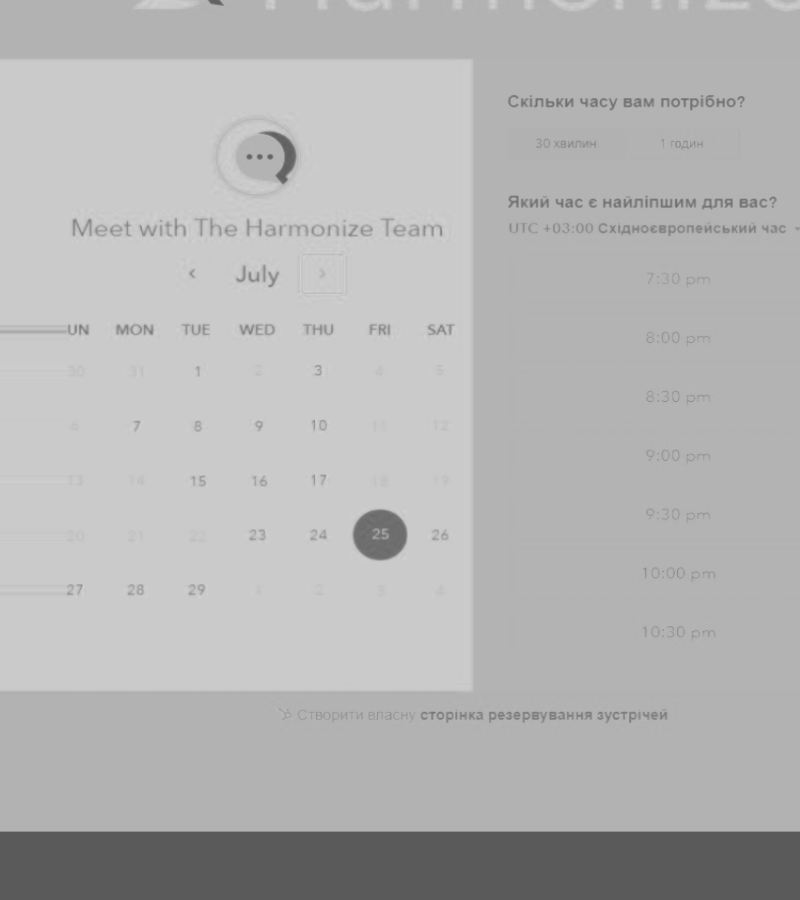 Harmonize
Meet with The Harmonize Team
‹ July ›
UN MON TUE WED THU FRI SAT
30 31 1 2 3 4 5
6 7 8 9 10 11 12
13 14 15 16 17 18 19
20 21 22 23 24 25 26
27 28 29 1 2 3 4
Скільки часу вам потрібно?
30 хвилин 1 годин
Який час є найліпшим для вас?
UTC +03:00 Східноєвропейський час
7:30 pm
8:00 pm
8:30 pm
9:00 pm
9:30 pm
10:00 pm
10:30 pm
Створити власну сторінка резервування зустрічей